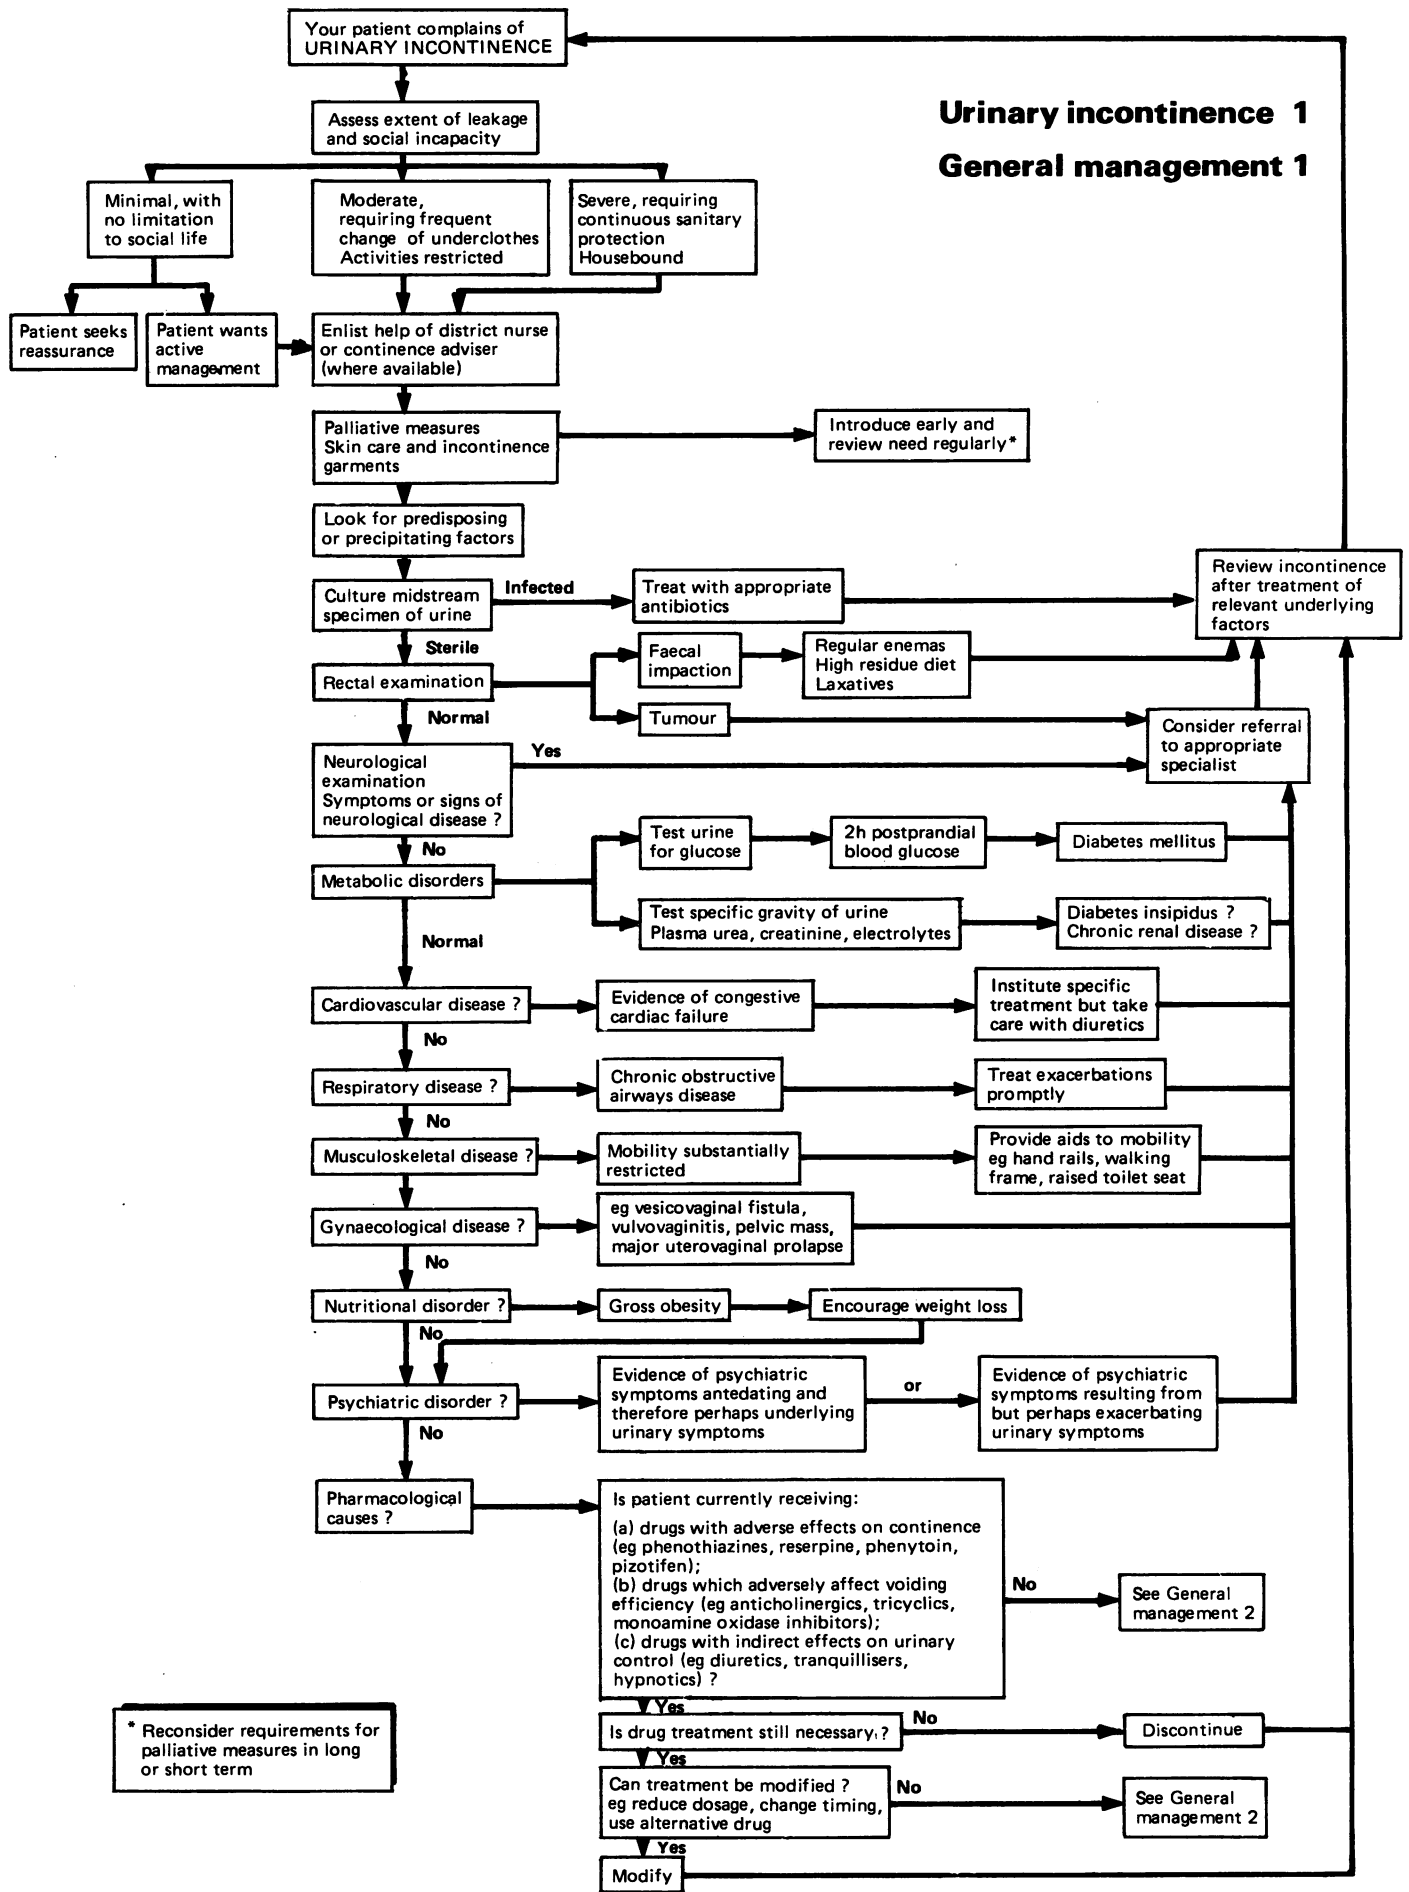 Your patient complains of
URINARY INCONTINENCE
Urinary incontinence 1
General management 1
Assess extent of leakage
and social incapacity
Minimal, with
no limitation
to social life
Moderate,
requiring frequent
change of underclothes
Activities restricted
Severe, requiring
continuous sanitary
protection
Housebound
Patient seeks
reassurance
Patient wants
active
management
Enlist help of district nurse
or continence adviser
(where available)
Palliative measures
Skin care and incontinence
garments
Introduce early and
review need regularly*
Look for predisposing
or precipitating factors
Culture midstream
specimen of urine
Infected
Treat with appropriate
antibiotics
Review incontinence
after treatment of
relevant underlying
factors
Sterile
Rectal examination
Faecal
impaction
Regular enemas
High residue diet
Laxatives
Tumour
Normal
Consider referral
to appropriate
specialist
Neurological
examination
Symptoms or signs of
neurological disease ?
Yes
No
Metabolic disorders
Test urine
for glucose
2h postprandial
blood glucose
Diabetes mellitus
Test specific gravity of urine
Plasma urea, creatinine, electrolytes
Diabetes insipidus ?
Chronic renal disease ?
Normal
Cardiovascular disease ?
Evidence of congestive
cardiac failure
Institute specific
treatment but take
care with diuretics
No
Respiratory disease ?
Chronic obstructive
airways disease
Treat exacerbations
promptly
No
Musculoskeletal disease ?
Mobility substantially
restricted
Provide aids to mobility
eg hand rails, walking
frame, raised toilet seat
Gynaecological disease ?
eg vesicovaginal fistula,
vulvovaginitis, pelvic mass,
major uterovaginal prolapse
No
Nutritional disorder ?
Gross obesity
Encourage weight loss
No
Psychiatric disorder ?
Evidence of psychiatric
symptoms antedating and
therefore perhaps underlying
urinary symptoms
or
Evidence of psychiatric
symptoms resulting from
but perhaps exacerbating
urinary symptoms
No
Pharmacological
causes ?
Is patient currently receiving:
(a) drugs with adverse effects on continence
(eg phenothiazines, reserpine, phenytoin,
pizotifen);
(b) drugs which adversely affect voiding
efficiency (eg anticholinergics, tricyclics,
monoamine oxidase inhibitors);
(c) drugs with indirect effects on urinary
control (eg diuretics, tranquillisers,
hypnotics) ?
No
See General
management 2
Yes
Is drug treatment still necessary ?
No
Discontinue
Yes
Can treatment be modified ?
eg reduce dosage, change timing,
use alternative drug
No
See General
management 2
Yes
Modify
* Reconsider requirements for
palliative measures in long
or short term